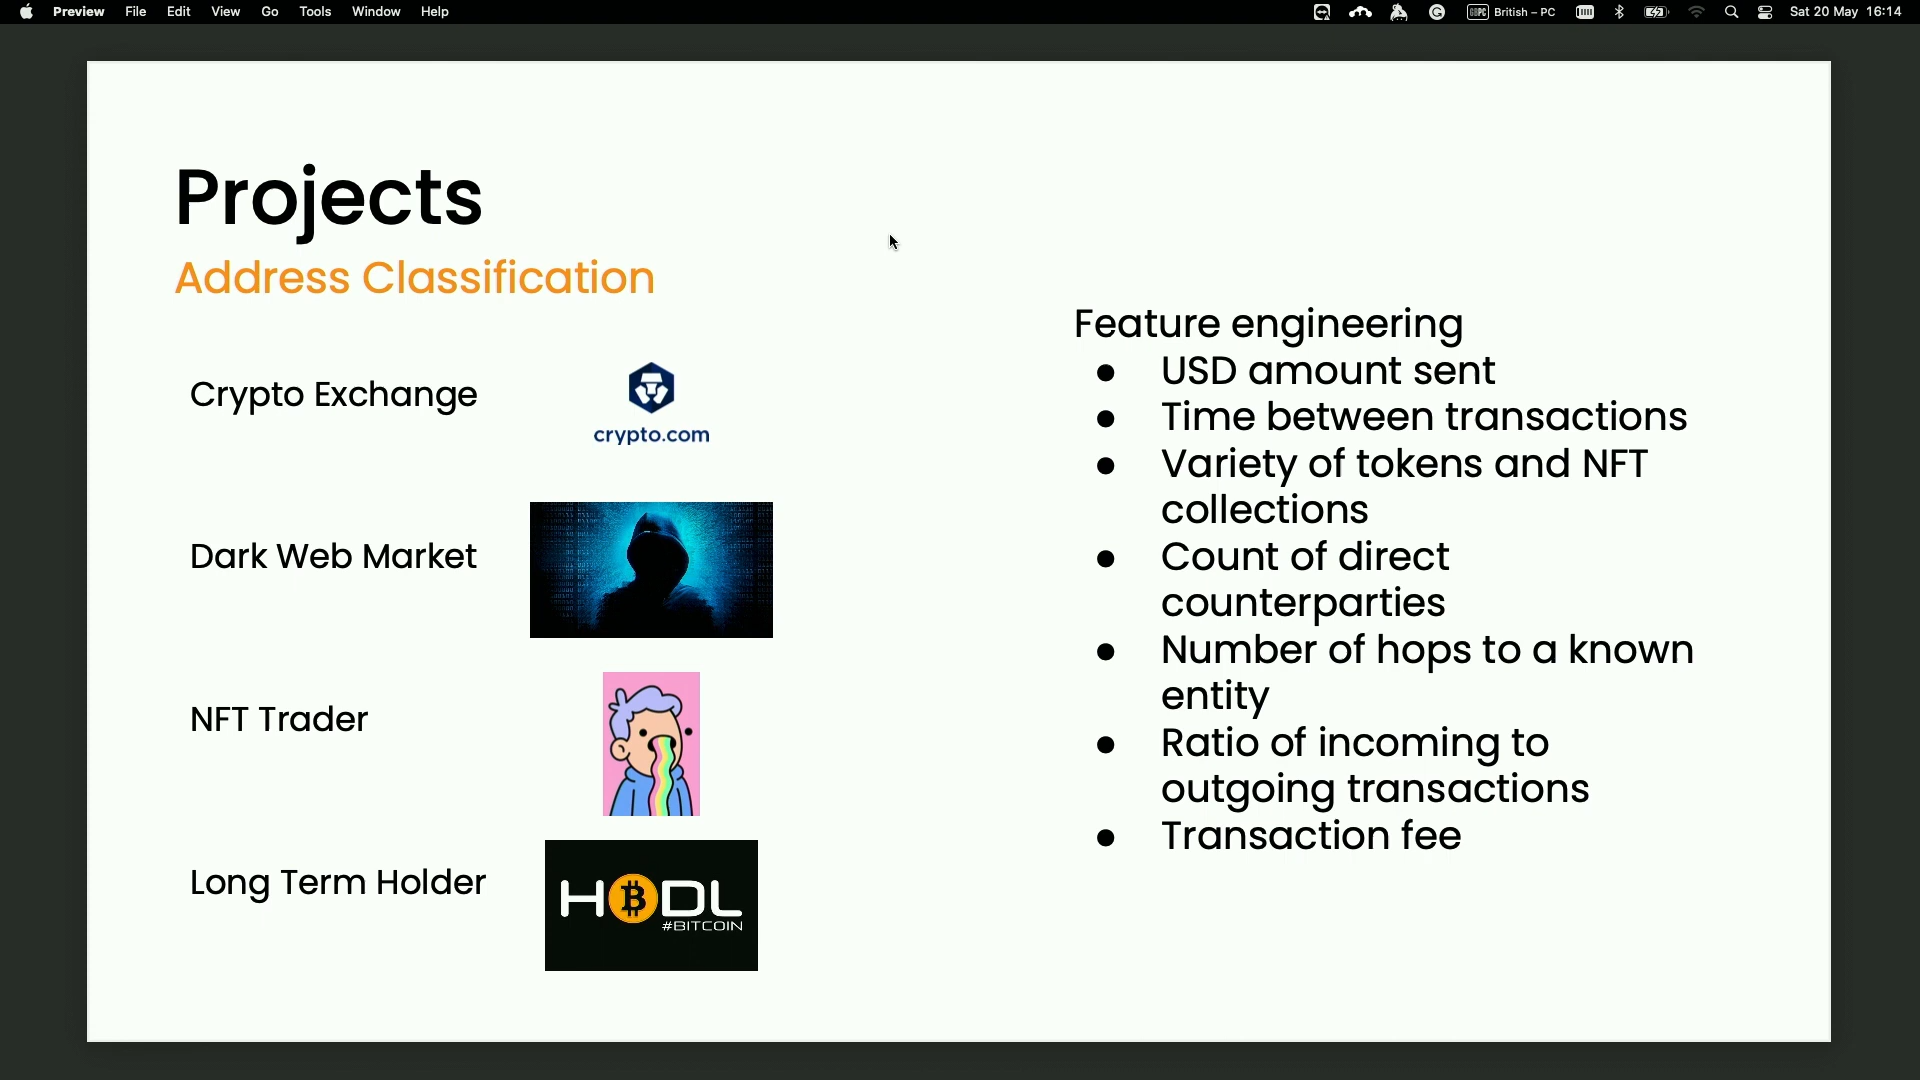 Preview File Edit View Go Tools Window Help
British – PC
Sat 20 May 16:14
Projects
Address Classification
Crypto Exchange
crypto.com
Dark Web Market
NFT Trader
Long Term Holder
HODL
#BITCOIN
Feature engineering
● USD amount sent
● Time between transactions
● Variety of tokens and NFT
collections
● Count of direct
counterparties
● Number of hops to a known
entity
● Ratio of incoming to
outgoing transactions
● Transaction fee